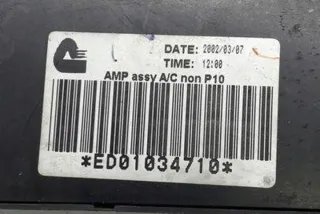 DATE: 2002/03/07
TIME: 12:00
AMP assy A/C non P10
*ED01034710*